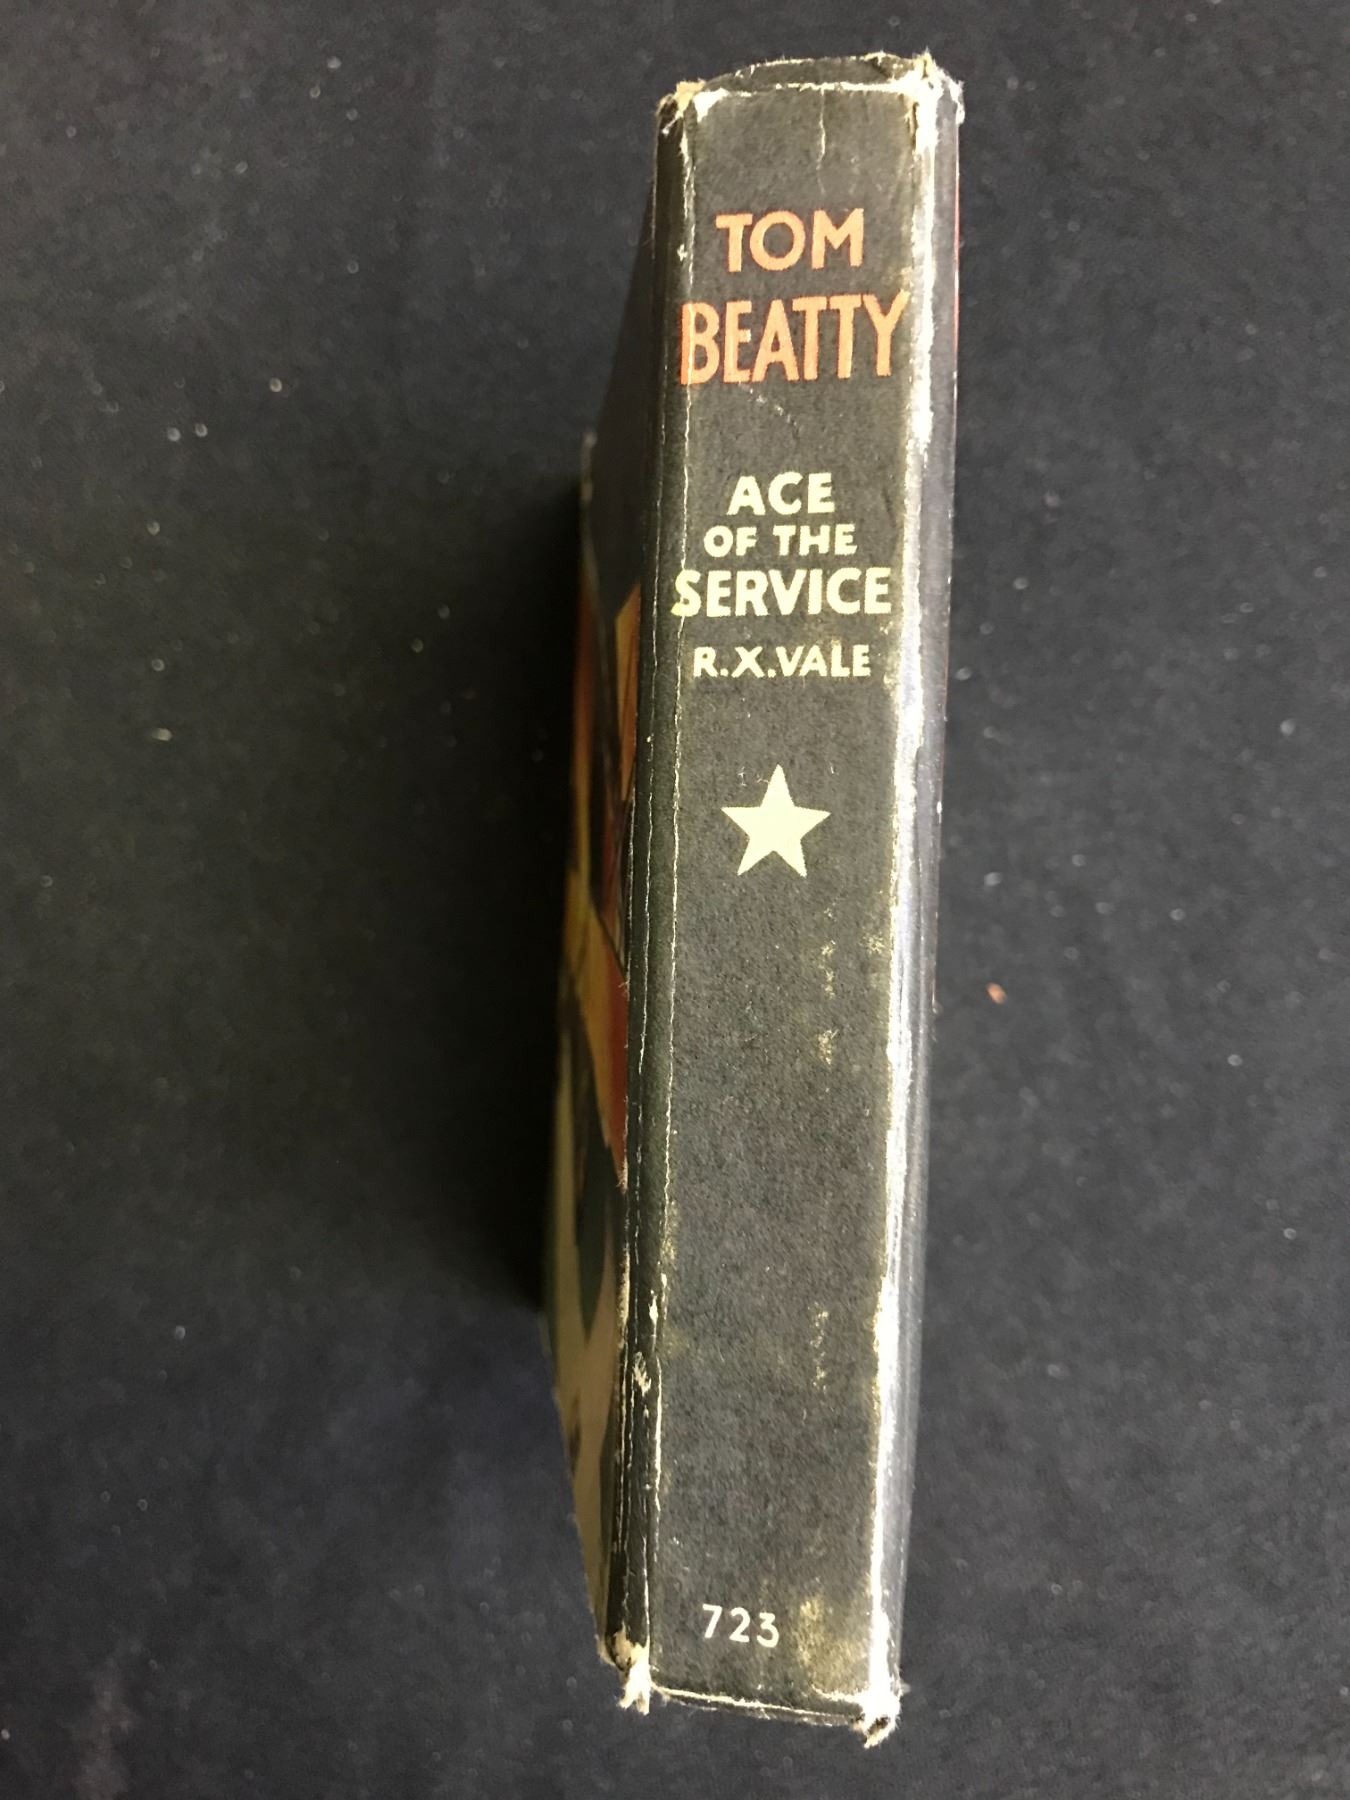 TOM
BEATTY
ACE
OF THE
SERVICE
R.X.VALE
723